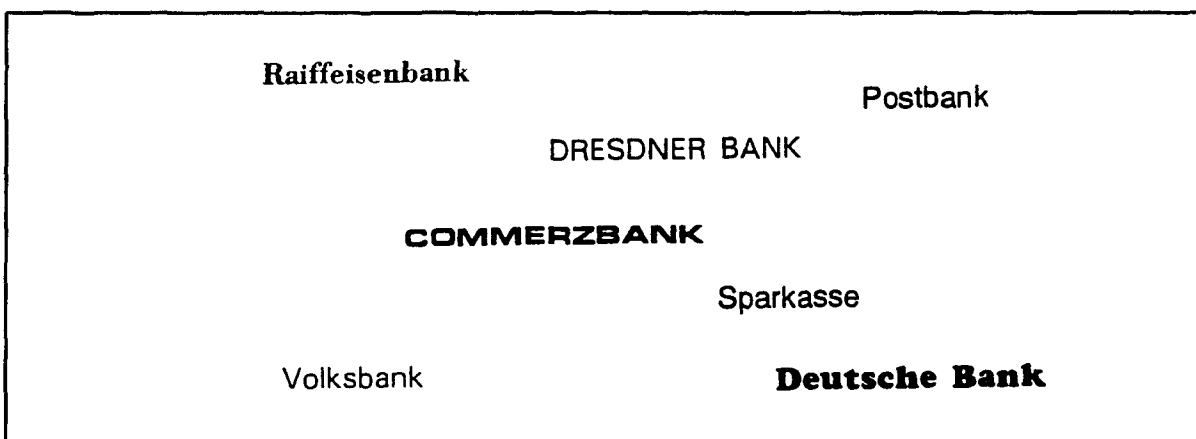 Raiffeisenbank
Postbank
DRESDNER BANK
COMMERZBANK
Sparkasse
Volksbank
Deutsche Bank